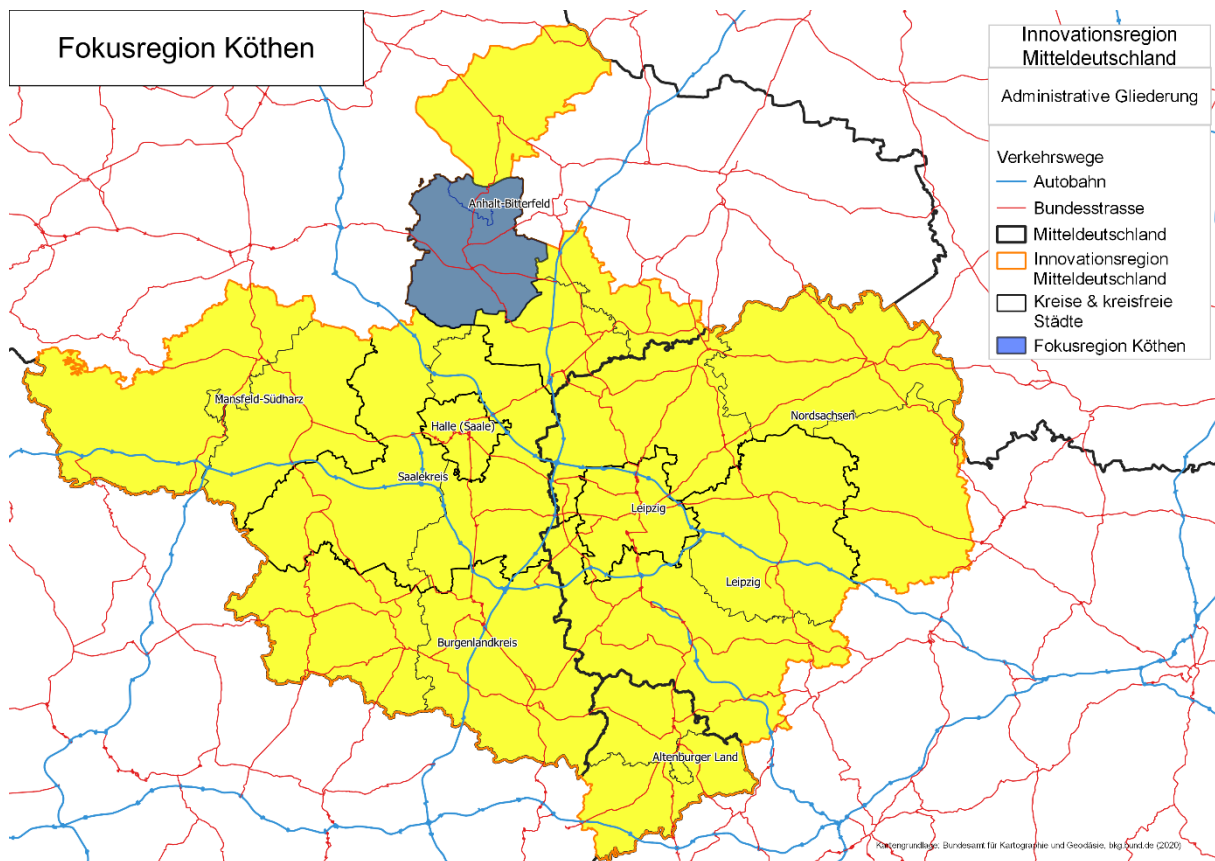 Fokusregion Köthen
Innovationsregion
Mitteldeutschland
Administrative Gliederung
Verkehrswege
Autobahn
Bundesstrasse
Mitteldeutschland
Innovationsregion
Mitteldeutschland
Kreise & kreisfreie
Städte
Fokusregion Köthen
Anhalt-Bitterfeld
Mansfeld-Südharz
Halle (Saale)
Nordsachsen
Saalekreis
Leipzig
Leipzig
Burgenlandkreis
Altenburger Land
Kartengrundlage: Bundesamt für Kartographie und Geodäsie, bkg.bund.de (2020)